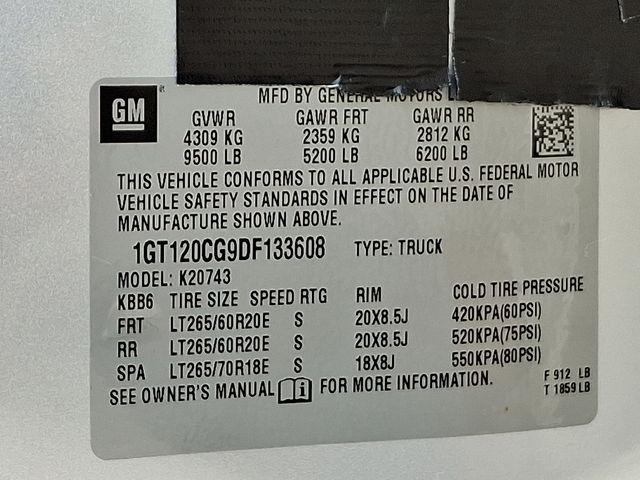 GM
MFD BY GENERAL MOTORS
GVWR GAWR FRT GAWR RR
4309 KG 2359 KG 2812 KG
9500 LB 5200 LB 6200 LB
THIS VEHICLE CONFORMS TO ALL APPLICABLE U.S. FEDERAL MOTOR
VEHICLE SAFETY STANDARDS IN EFFECT ON THE DATE OF
MANUFACTURE SHOWN ABOVE.
1GT120CG9DF133608 TYPE: TRUCK
MODEL: K20743
KBB6 TIRE SIZE SPEED RTG RIM COLD TIRE PRESSURE
FRT LT265/60R20E S 20X8.5J 420KPA(60PSI)
RR LT265/60R20E S 20X8.5J 520KPA(75PSI)
SPA LT265/70R18E S 18X8J 550KPA(80PSI)
SEE OWNER'S MANUAL FOR MORE INFORMATION.
F 912 LB
T 1859 LB